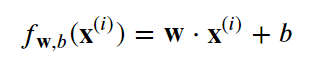 f_{𝐰,b}(𝐱^{(i)}) = 𝐰 · 𝐱^{(i)} + b